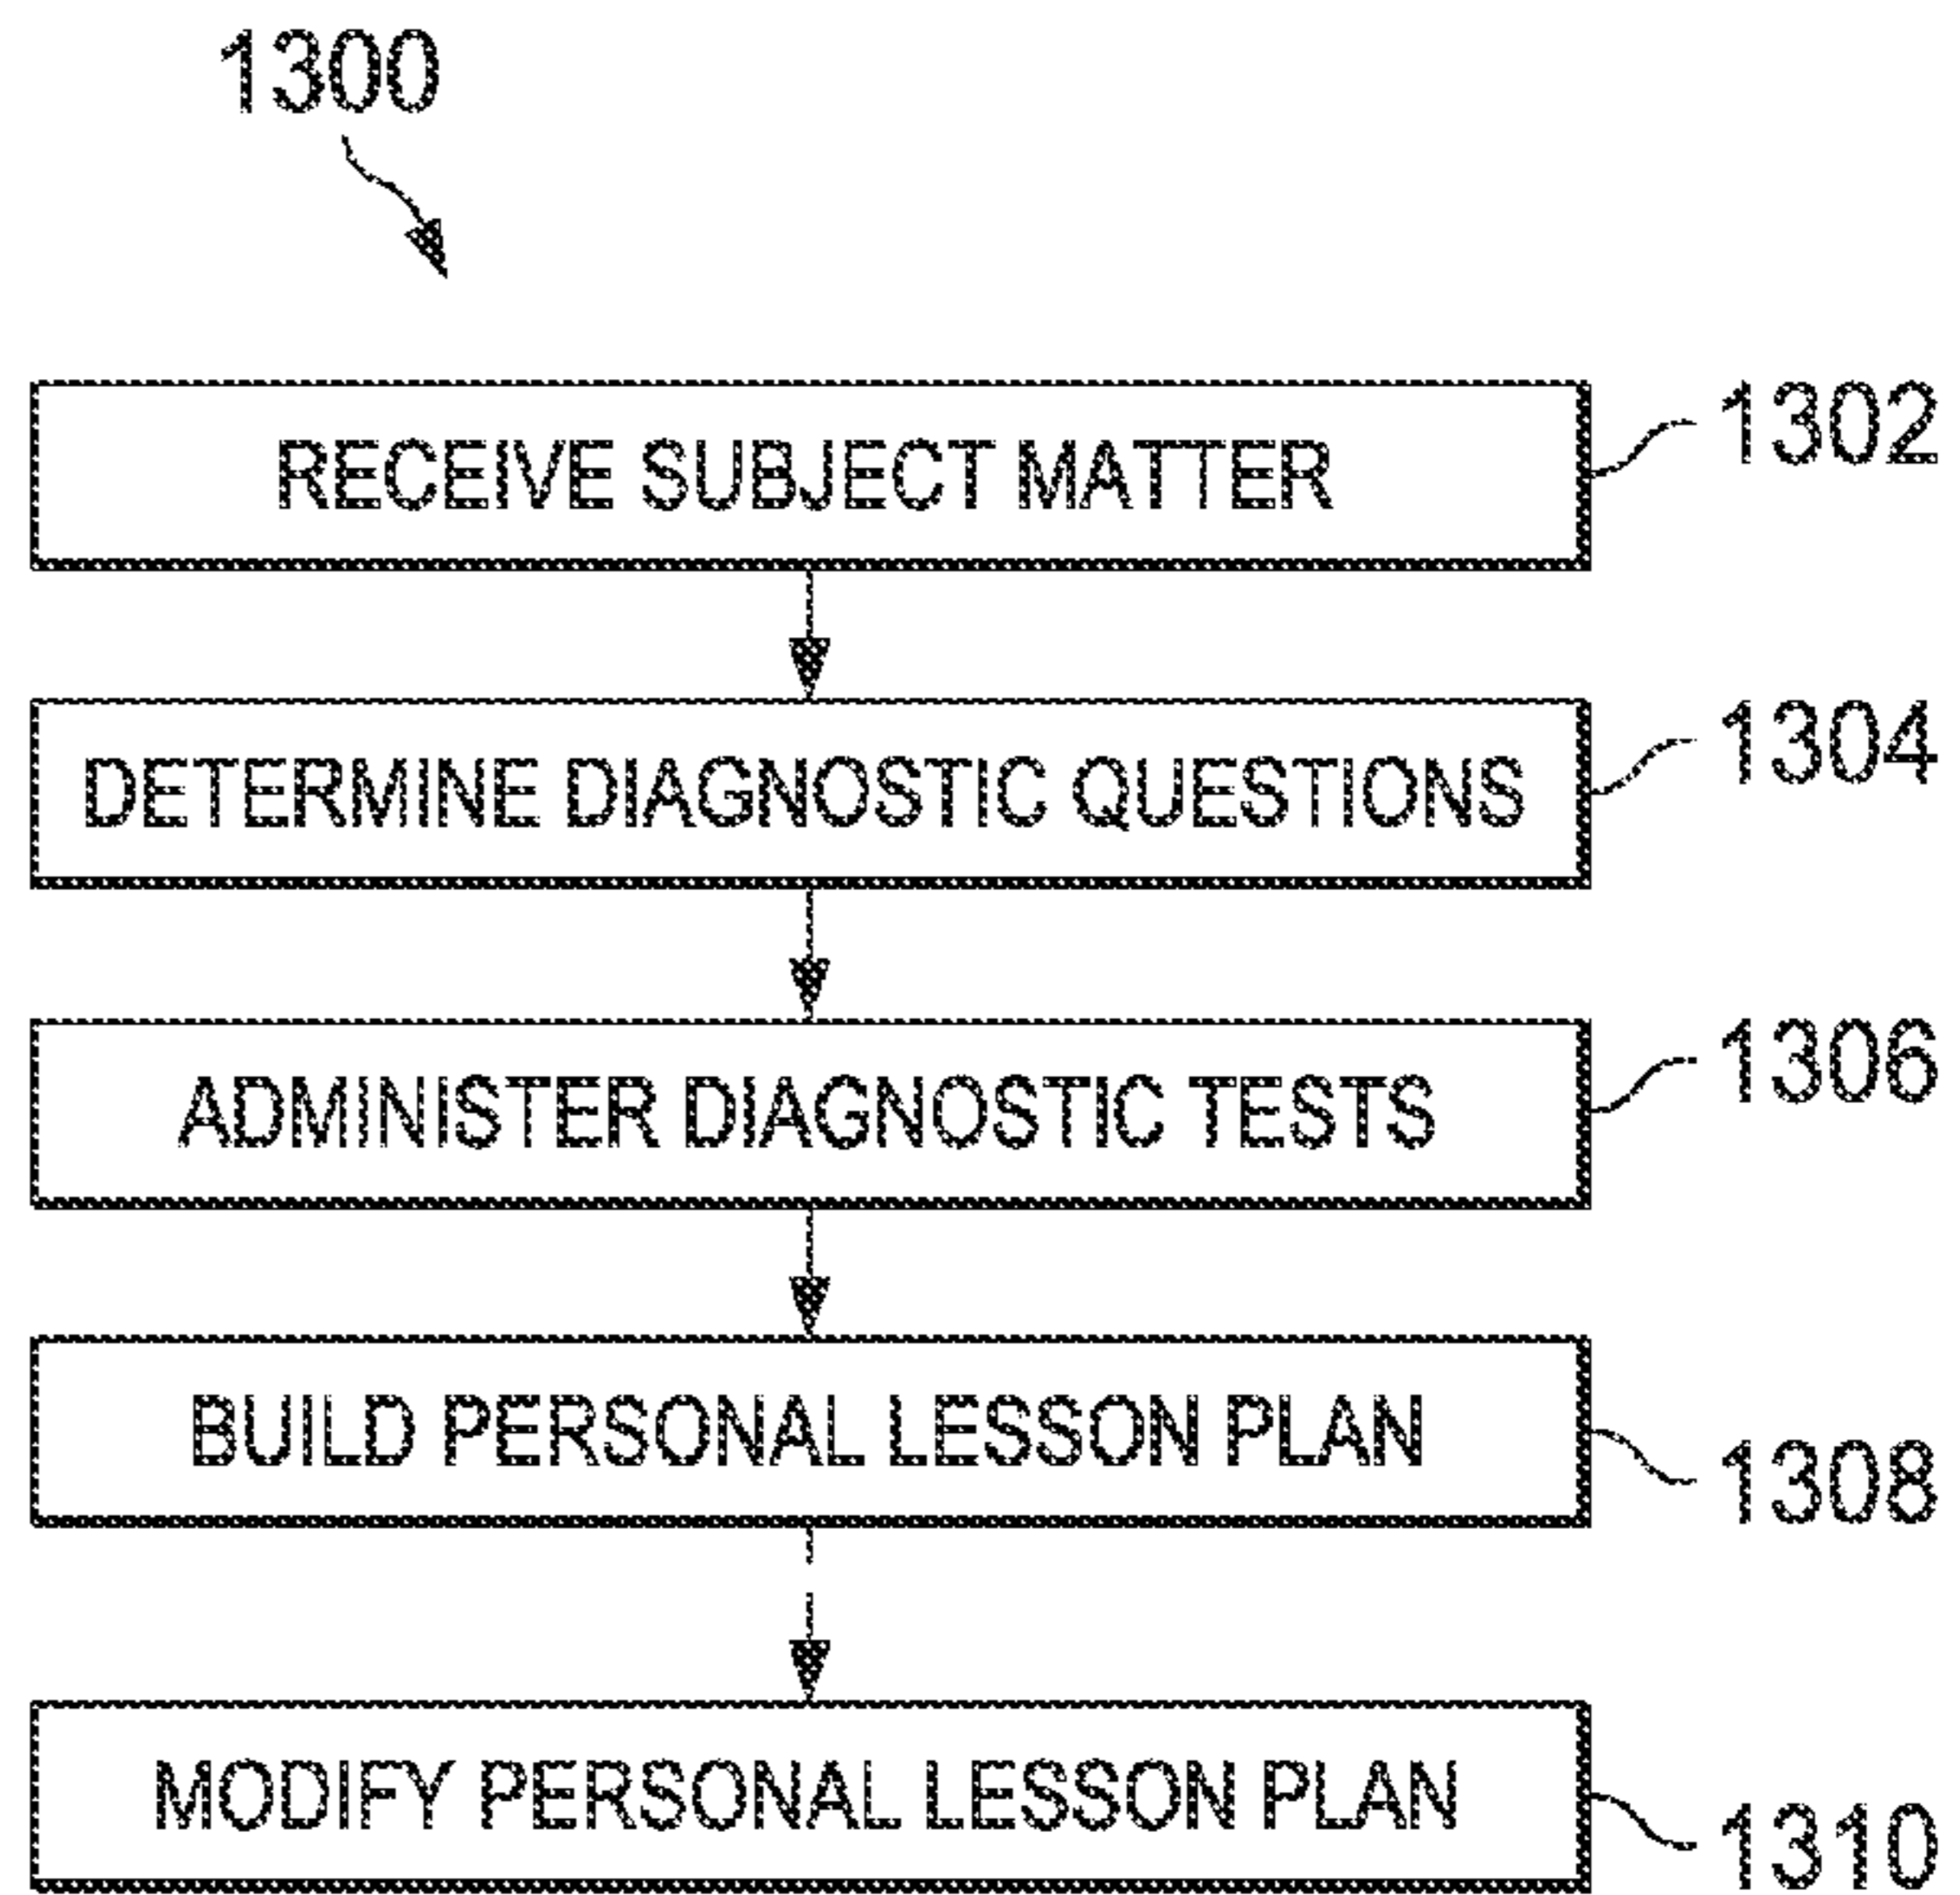 1300
RECEIVE SUBJECT MATTER
1302
DETERMINE DIAGNOSTIC QUESTIONS
1304
ADMINISTER DIAGNOSTIC TESTS
1306
BUILD PERSONAL LESSON PLAN
1308
MODIFY PERSONAL LESSON PLAN
1310